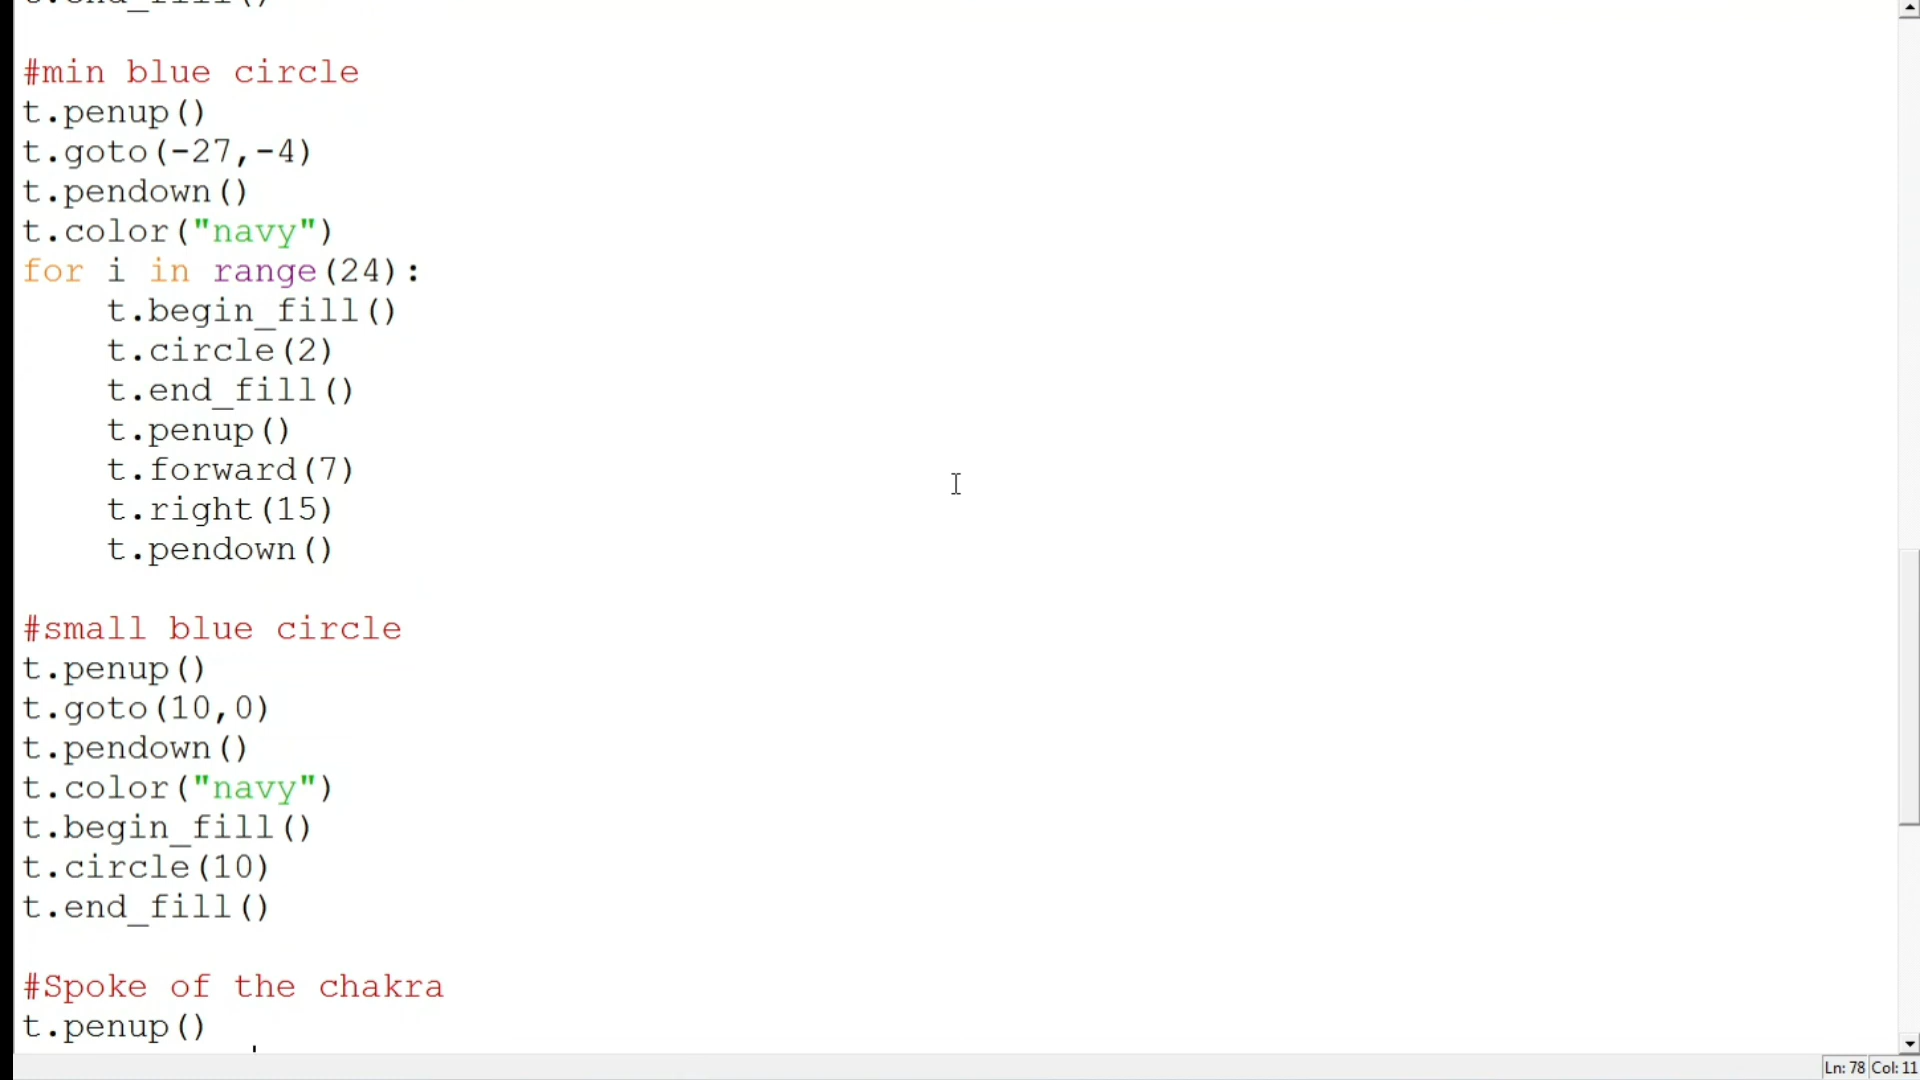 t.end_fill()
#min blue circle
t.penup()
t.goto(-27,-4)
t.pendown()
t.color("navy")
for i in range(24):
    t.begin_fill()
    t.circle(2)
    t.end_fill()
    t.penup()
    t.forward(7)
    t.right(15)
    t.pendown()
#small blue circle
t.penup()
t.goto(10,0)
t.pendown()
t.color("navy")
t.begin_fill()
t.circle(10)
t.end_fill()
#Spoke of the chakra
t.penup()
Ln: 78 Col: 11